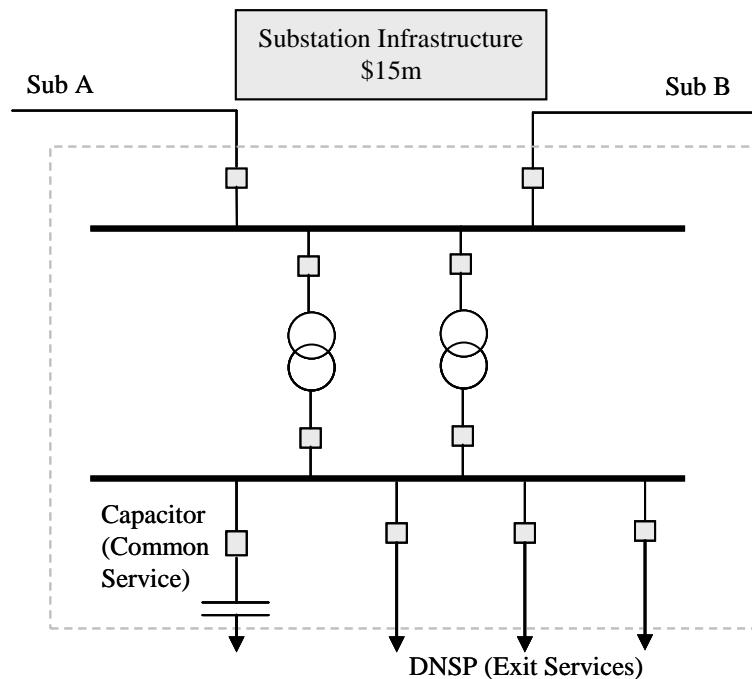 Substation Infrastructure
$15m
Sub A
Sub B
Capacitor
(Common
Service)
DNSP (Exit Services)